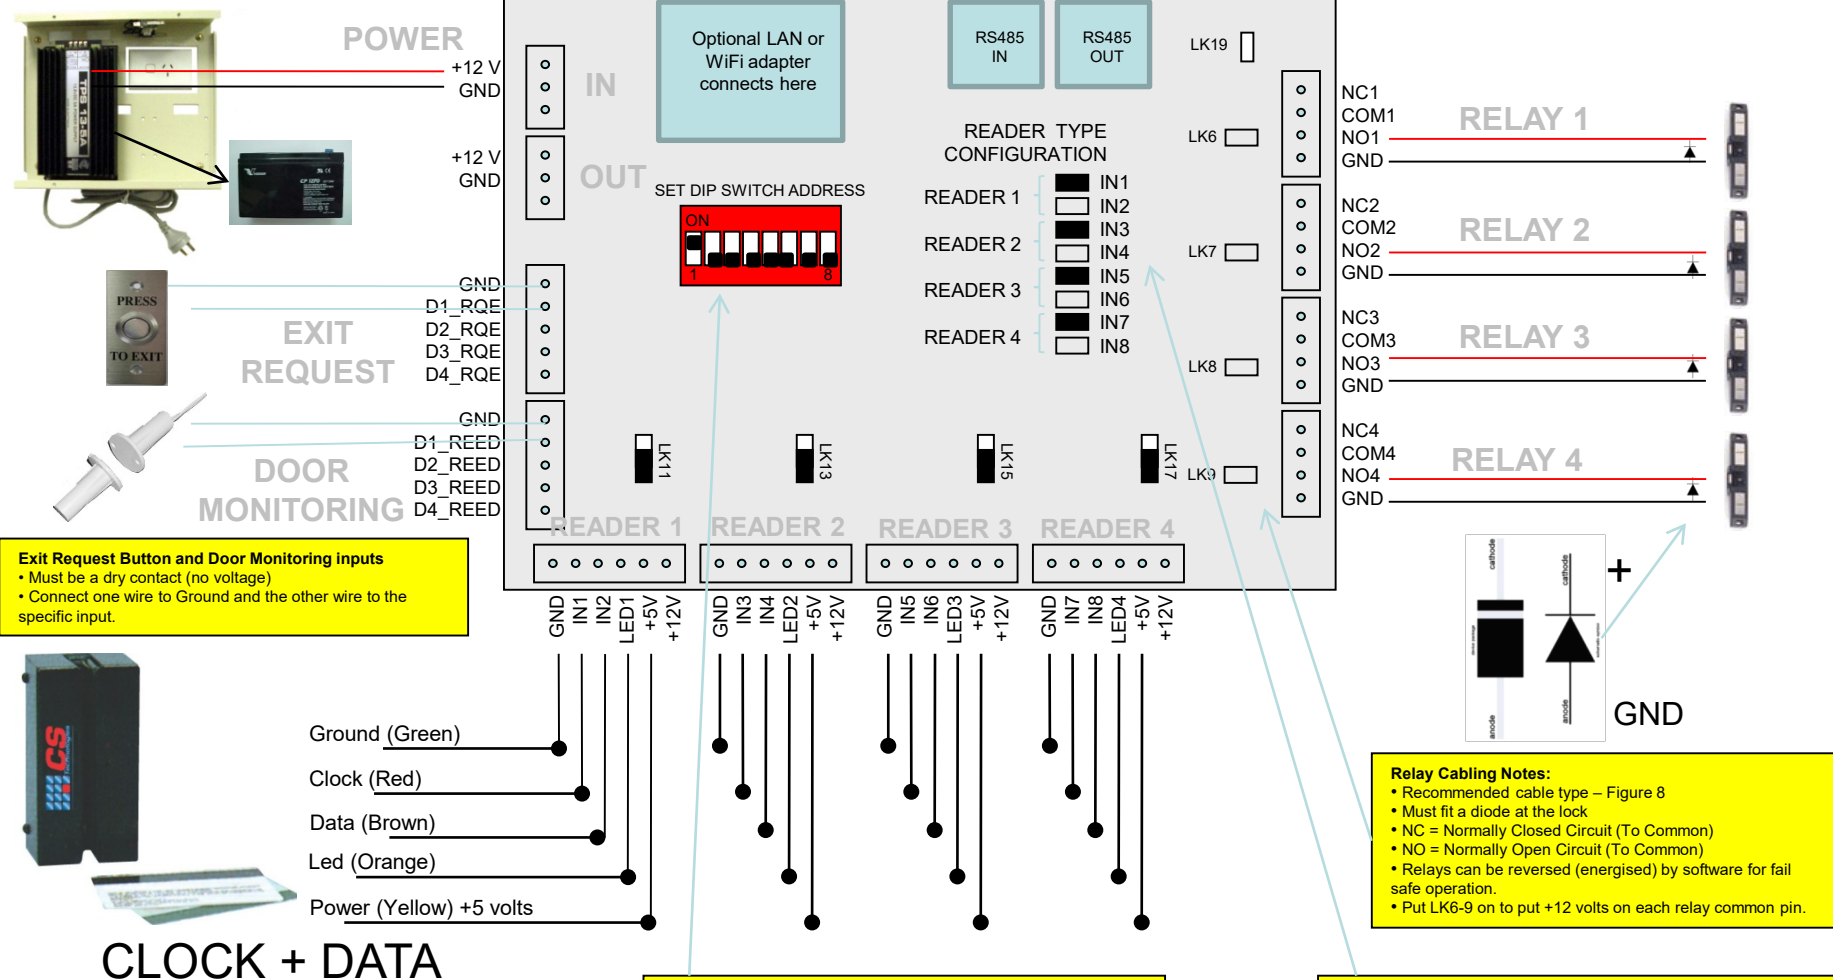 POWER
+12 V
GND
IN
+12 V
GND
OUT
TPS 13-5A
Optional LAN or
WiFi adapter
connects here
RS485
IN
RS485
OUT
LK19
LK6
LK7
LK8
LK9
READER TYPE
CONFIGURATION
READER 1
IN1
IN2
READER 2
IN3
IN4
READER 3
IN5
IN6
READER 4
IN7
IN8
SET DIP SWITCH ADDRESS
ON
1
8
NC1
COM1
NO1
GND
RELAY 1
NC2
COM2
NO2
GND
RELAY 2
NC3
COM3
NO3
GND
RELAY 3
NC4
COM4
NO4
GND
RELAY 4
PRESS
TO EXIT
EXIT
REQUEST
GND
D1_RQE
D2_RQE
D3_RQE
D4_RQE
DOOR
MONITORING
GND
D1_REED
D2_REED
D3_REED
D4_REED
LK11
LK13
LK15
LK17
READER 1
READER 2
READER 3
READER 4
GND
IN1
IN2
LED1
+5V
+12V
GND
IN3
IN4
LED2
+5V
+12V
GND
IN5
IN6
LED3
+5V
+12V
GND
IN7
IN8
LED4
+5V
+12V
Exit Request Button and Door Monitoring inputs
• Must be a dry contact (no voltage)
• Connect one wire to Ground and the other wire to the
specific input.
cathode
anode
cathode
anode
+
GND
CS
Ground (Green)
Clock (Red)
Data (Brown)
Led (Orange)
Power (Yellow) +5 volts
CLOCK + DATA
Relay Cabling Notes:
• Recommended cable type – Figure 8
• Must fit a diode at the lock
• NC = Normally Closed Circuit (To Common)
• NO = Normally Open Circuit (To Common)
• Relays can be reversed (energised) by software for fail
safe operation.
• Put LK6-9 on to put +12 volts on each relay common pin.